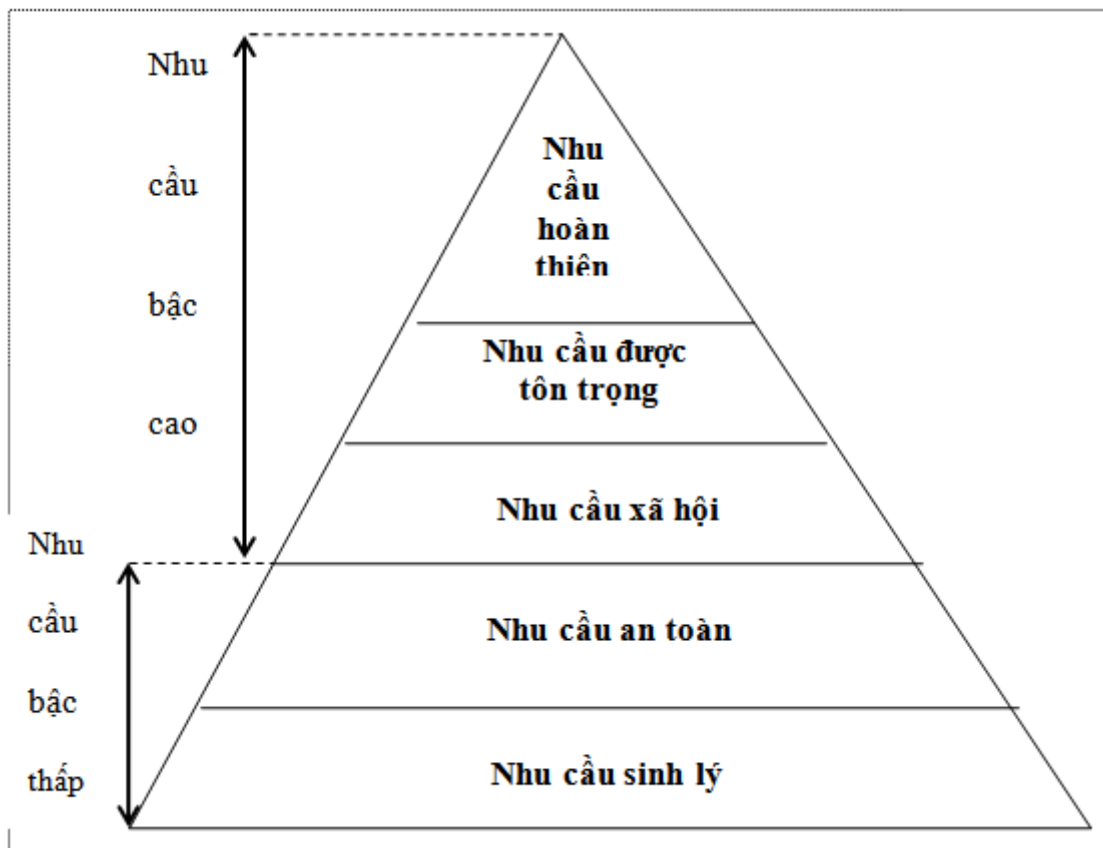 Nhu
cầu
bậc
cao
Nhu
cầu
bậc
thấp
Nhu
cầu
hoàn
thiện
Nhu cầu được
tôn trọng
Nhu cầu xã hội
Nhu cầu an toàn
Nhu cầu sinh lý